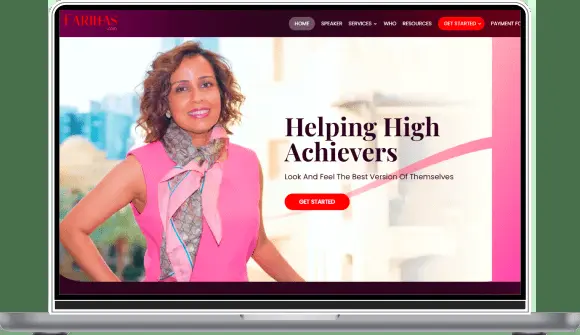 FARIHAS
HOME
SPEAKER
SERVICES
WHO
RESOURCES
GET STARTED
PAYMENT FO
Helping High
Achievers
Look And Feel The Best Version Of Themselves
GET STARTED